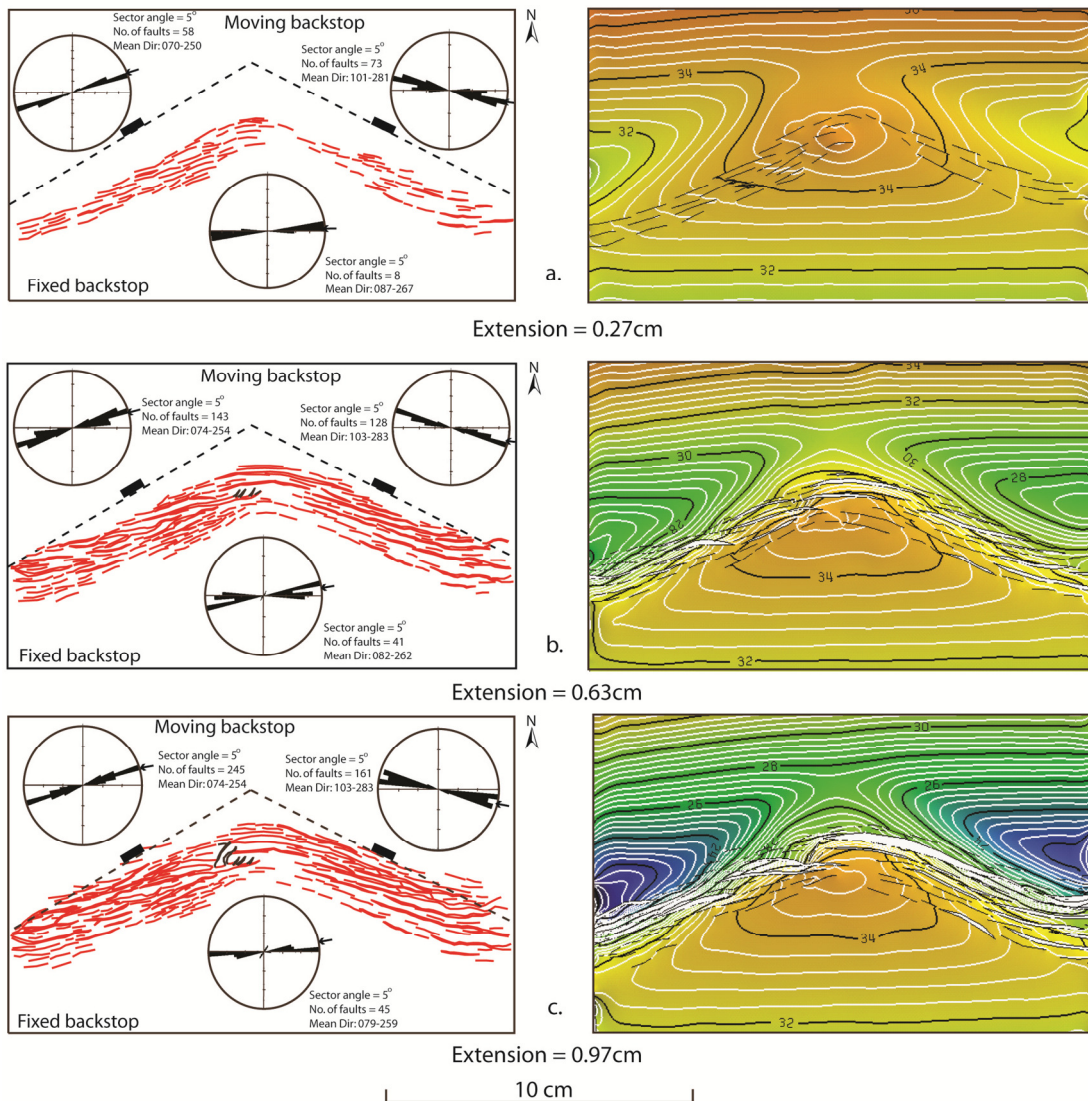 Moving backstop
N
Sector angle = 5°
No. of faults = 58
Mean Dir: 070-250
Sector angle = 5°
No. of faults = 73
Mean Dir: 101-281
Sector angle = 5°
No. of faults = 8
Mean Dir: 087-267
Fixed backstop
a.
34
34
32
34
32
Extension = 0.27cm
Moving backstop
N
Sector angle = 5°
No. of faults = 143
Mean Dir: 074-254
Sector angle = 5°
No. of faults = 128
Mean Dir: 103-283
Sector angle = 5°
No. of faults = 41
Mean Dir: 082-262
Fixed backstop
b.
34
32
30
30
28
28
34
32
Extension = 0.63cm
Moving backstop
N
Sector angle = 5°
No. of faults = 245
Mean Dir: 074-254
Sector angle = 5°
No. of faults = 161
Mean Dir: 103-283
Sector angle = 5°
No. of faults = 45
Mean Dir: 079-259
Fixed backstop
c.
30
28
26
26
34
32
Extension = 0.97cm
10 cm